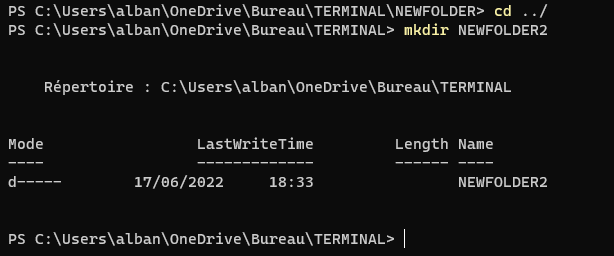 PS C:\Users\alban\OneDrive\Bureau\TERMINAL\NEWFOLDER> cd ../
PS C:\Users\alban\OneDrive\Bureau\TERMINAL> mkdir NEWFOLDER2
Répertoire : C:\Users\alban\OneDrive\Bureau\TERMINAL
Mode                 LastWriteTime         Length Name
----                 -------------         ------ ----
d-----        17/06/2022     18:33                NEWFOLDER2
PS C:\Users\alban\OneDrive\Bureau\TERMINAL>